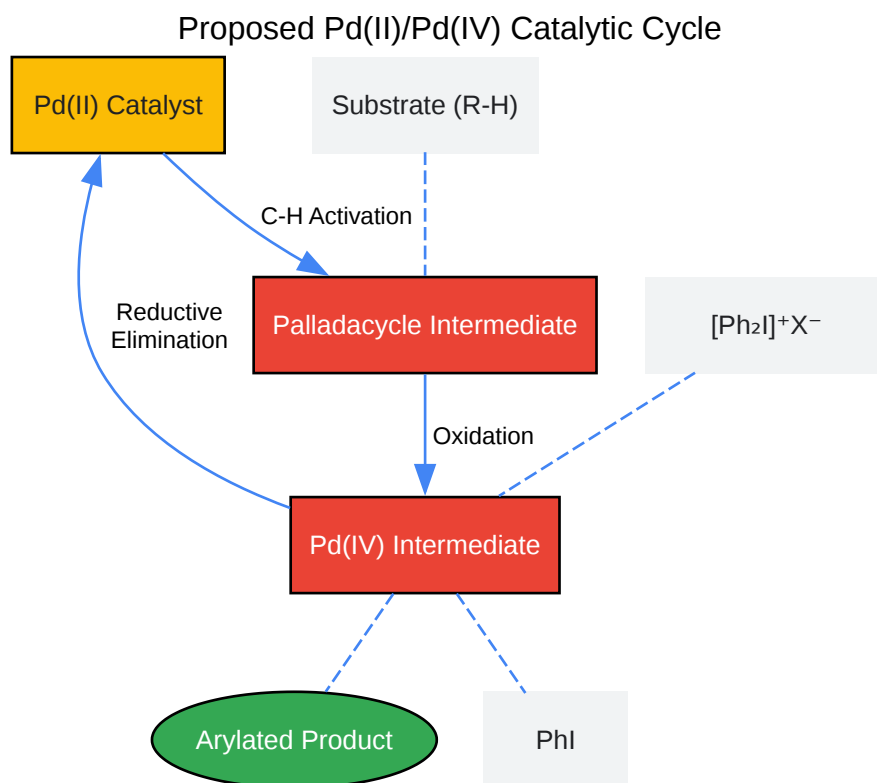 Proposed Pd(II)/Pd(IV) Catalytic Cycle
Pd(II) Catalyst
Substrate (R-H)
C-H Activation
Reductive
Elimination
Palladacycle Intermediate
[Ph₂I]⁺X⁻
Oxidation
Pd(IV) Intermediate
Arylated Product
PhI